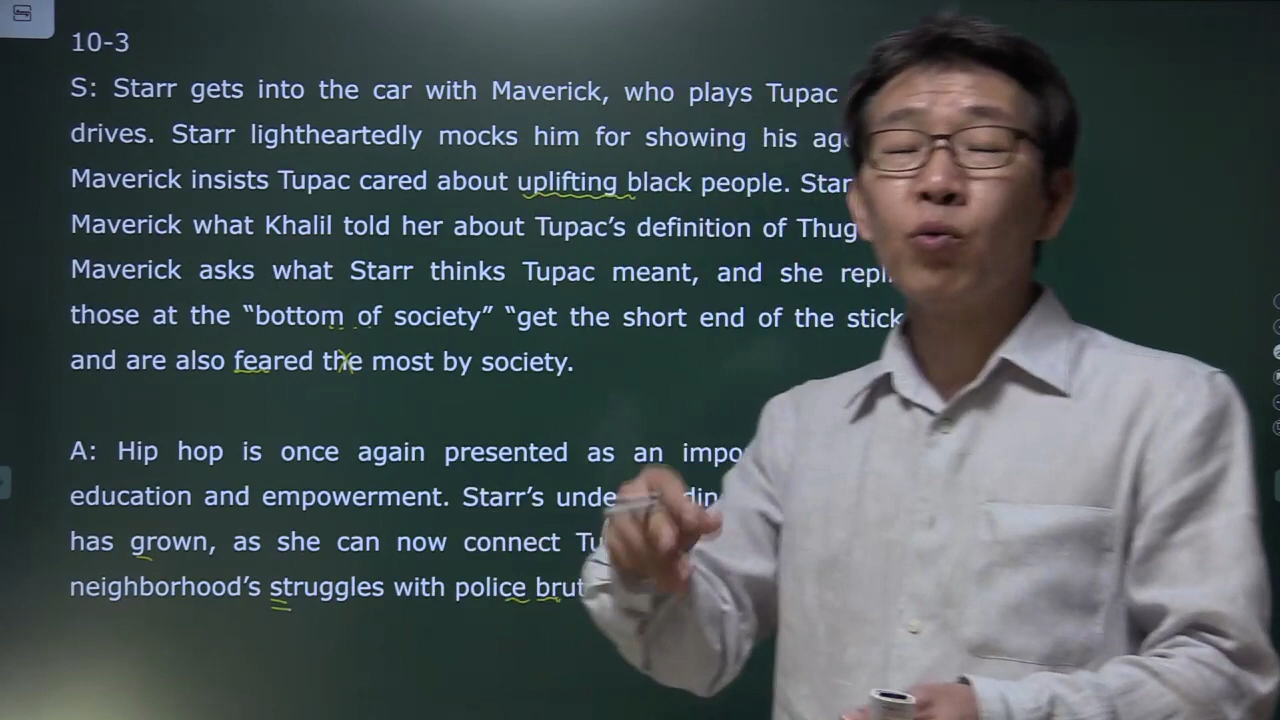 10-3
S: Starr gets into the car with Maverick, who plays Tupac
drives. Starr lightheartedly mocks him for showing his age
Maverick insists Tupac cared about uplifting black people. Star
Maverick what Khalil told her about Tupac's definition of Thug
Maverick asks what Starr thinks Tupac meant, and she repl
those at the “bottom of society” “get the short end of the stick
and are also feared the most by society.
A: Hip hop is once again presented as an impo
education and empowerment. Starr's unde
has grown, as she can now connect Tu
neighborhood's struggles with police brut